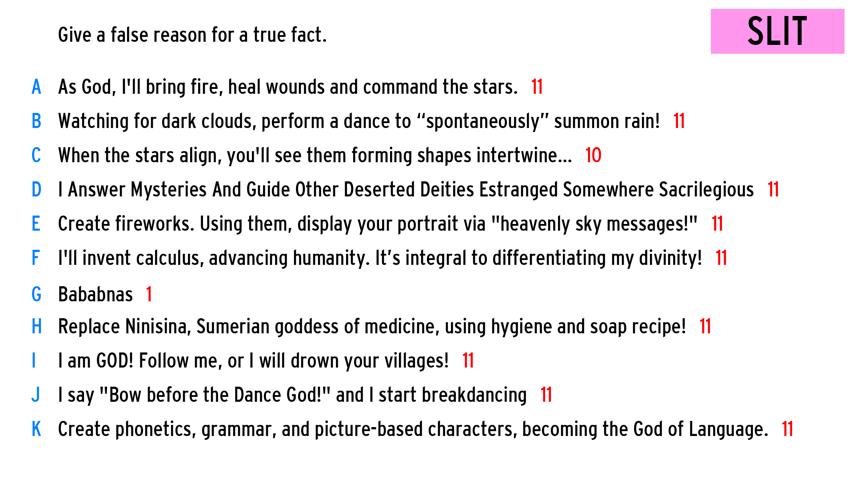 Give a false reason for a true fact.
SLIT
A As God, I'll bring fire, heal wounds and command the stars. 11
B Watching for dark clouds, perform a dance to “spontaneously” summon rain! 11
C When the stars align, you'll see them forming shapes intertwine... 10
D I Answer Mysteries And Guide Other Deserted Deities Estranged Somewhere Sacrilegious 11
E Create fireworks. Using them, display your portrait via "heavenly sky messages!" 11
F I'll invent calculus, advancing humanity. It’s integral to differentiating my divinity! 11
G Bababnas 1
H Replace Ninisina, Sumerian goddess of medicine, using hygiene and soap recipe! 11
I I am GOD! Follow me, or I will drown your villages! 11
J I say "Bow before the Dance God!" and I start breakdancing 11
K Create phonetics, grammar, and picture-based characters, becoming the God of Language. 11